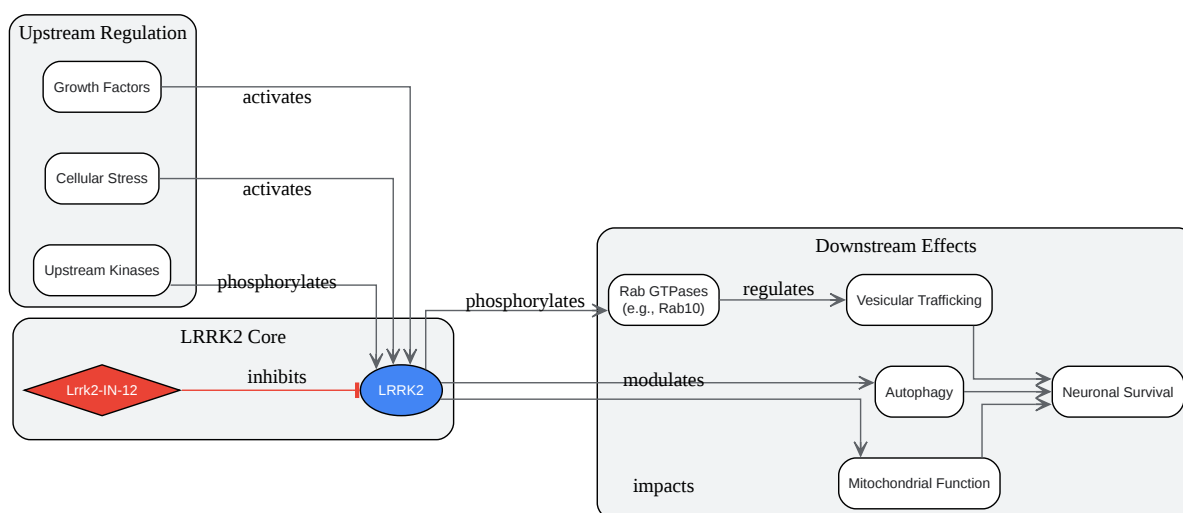 Upstream Regulation
Growth Factors
activates
Cellular Stress
activates
Upstream Kinases
phosphorylates
LRRK2 Core
Lrrk2-IN-12
inhibits
LRRK2
phosphorylates
modulates
impacts
Downstream Effects
Rab GTPases
(e.g., Rab10)
regulates
Vesicular Trafficking
Autophagy
Neuronal Survival
Mitochondrial Function